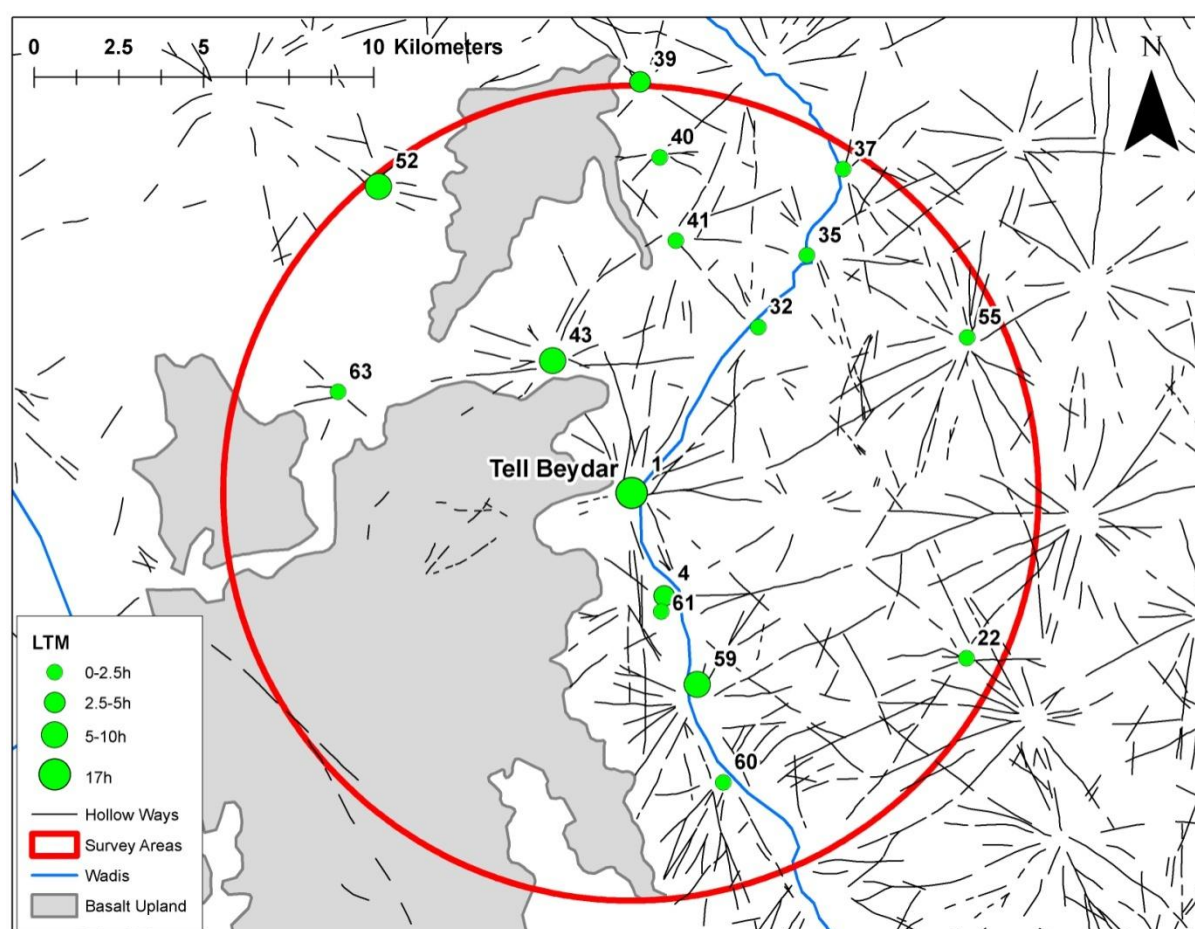 0 2.5 5 10 Kilometers
N
39
40
37
52
41
35
32
55
43
63
Tell Beydar 1
4
61
59
22
60
LTM
0-2.5h
2.5-5h
5-10h
17h
Hollow Ways
Survey Areas
Wadis
Basalt Upland